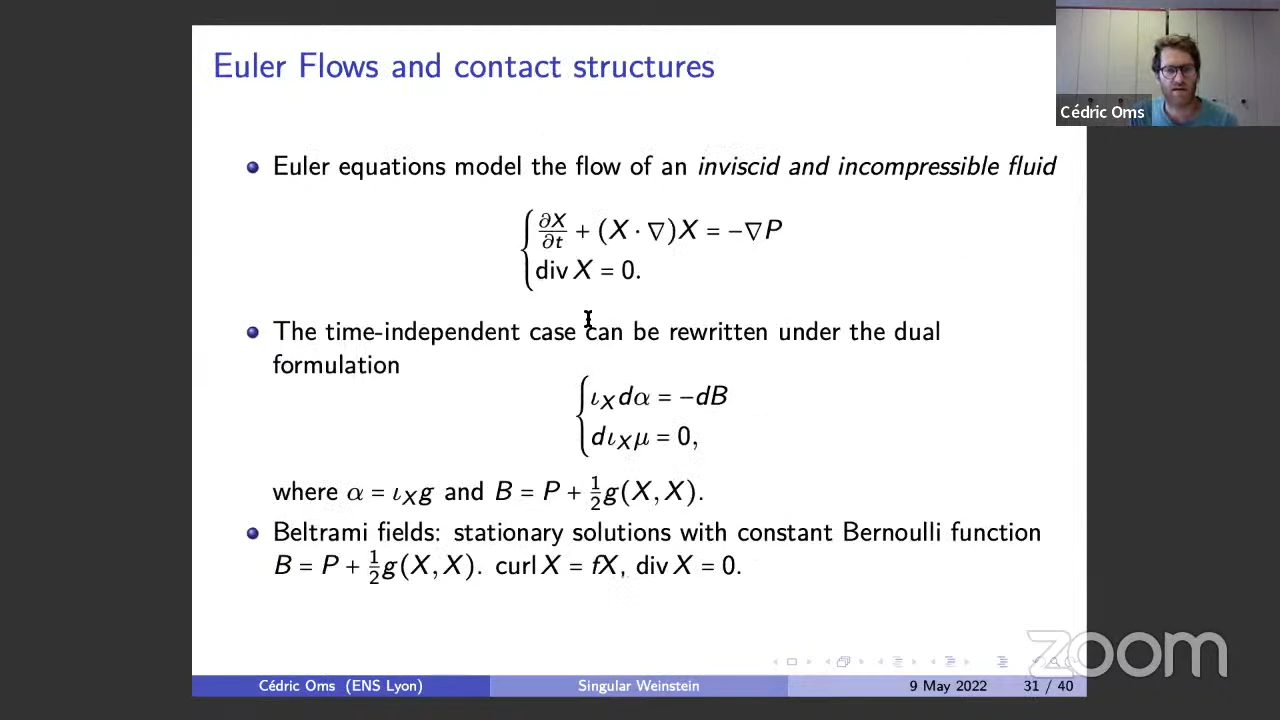 Euler Flows and contact structures
Cédric Oms
Euler equations model the flow of an inviscid and incompressible fluid
∂X/∂t + (X · ∇)X = −∇P
div X = 0.
The time-independent case can be rewritten under the dual
formulation
ι_X dα = −dB
dι_X μ = 0,
where α = ι_X g and B = P + ½g(X, X).
Beltrami fields: stationary solutions with constant Bernoulli function
B = P + ½g(X, X). curl X = fX, div X = 0.
zoom
Cédric Oms (ENS Lyon) Singular Weinstein 9 May 2022 31 / 40